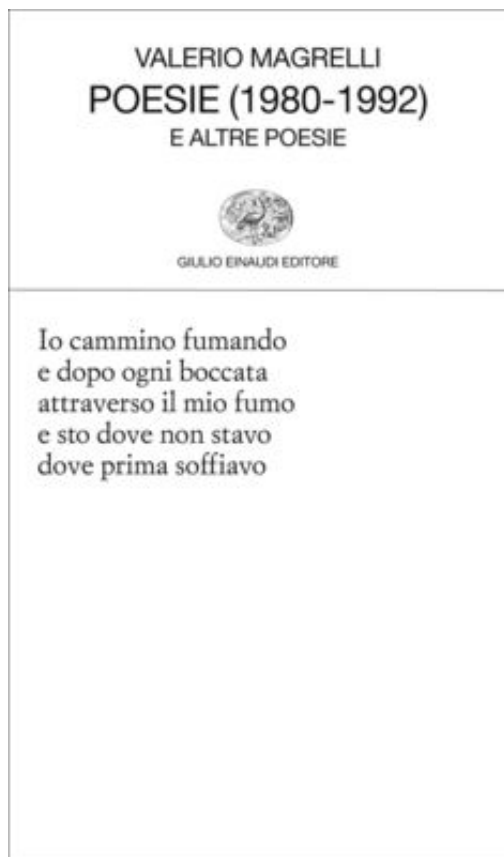 VALERIO MAGRELLI
POESIE (1980-1992)
E ALTRE POESIE
GIULIO EINAUDI EDITORE
Io cammino fumando
e dopo ogni boccata
attraverso il mio fumo
e sto dove non stavo
dove prima soffiavo